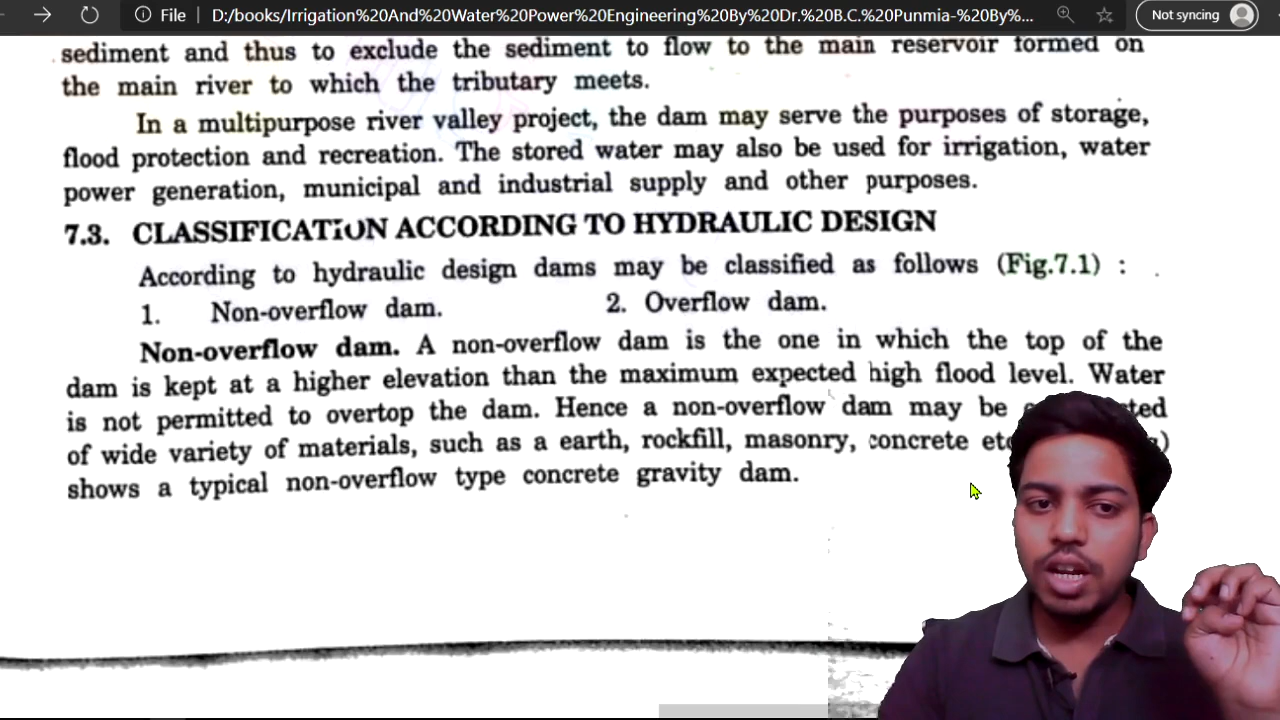 File D:/books/Irrigation%20And%20Water%20Power%20Engineering%20By%20Dr.%20B.C.%20Punmia-%20By%... Not syncing
sediment and thus to exclude the sediment to flow to the main reservoir formed on
the main river to which the tributary meets.
In a multipurpose river valley project, the dam may serve the purposes of storage,
flood protection and recreation. The stored water may also be used for irrigation, water
power generation, municipal and industrial supply and other purposes.
7.3. CLASSIFICATION ACCORDING TO HYDRAULIC DESIGN
According to hydraulic design dams may be classified as follows (Fig.7.1) :
1. Non-overflow dam. 2. Overflow dam.
Non-overflow dam. A non-overflow dam is the one in which the top of the
dam is kept at a higher elevation than the maximum expected high flood level. Water
is not permitted to overtop the dam. Hence a non-overflow dam may be
of wide variety of materials, such as a earth, rockfill, masonry, concrete
shows a typical non-overflow type concrete gravity dam.